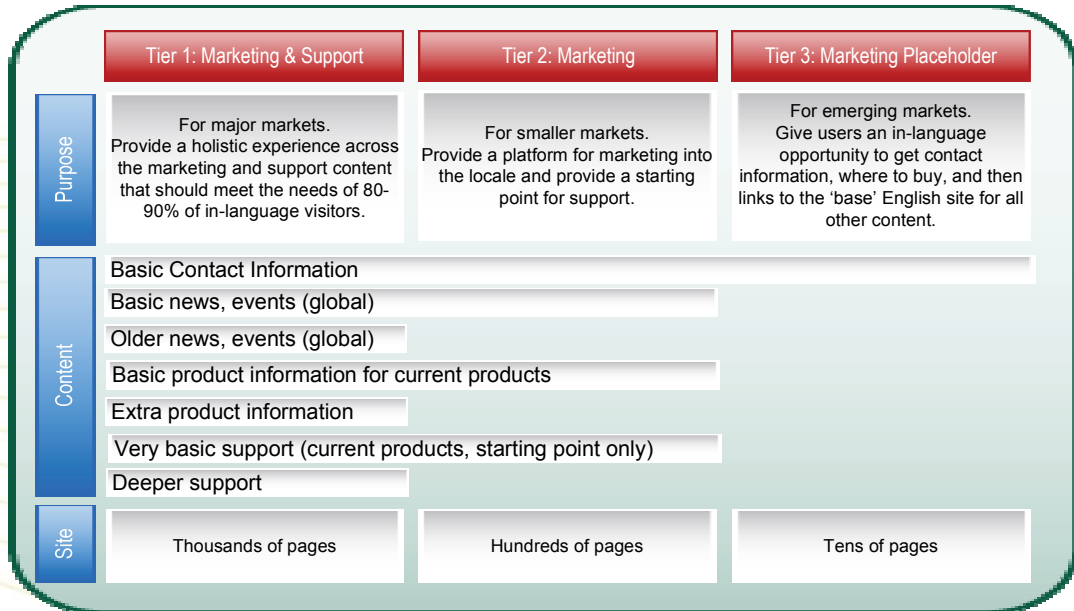 Tier 1: Marketing & Support
Tier 2: Marketing
Tier 3: Marketing Placeholder
Purpose
For major markets.
Provide a holistic experience across
the marketing and support content
that should meet the needs of 80-
90% of in-language visitors.
For smaller markets.
Provide a platform for marketing into
the locale and provide a starting
point for support.
For emerging markets.
Give users an in-language
opportunity to get contact
information, where to buy, and then
links to the ‘base’ English site for all
other content.
Content
Basic Contact Information
Basic news, events (global)
Older news, events (global)
Basic product information for current products
Extra product information
Very basic support (current products, starting point only)
Deeper support
Site
Thousands of pages
Hundreds of pages
Tens of pages